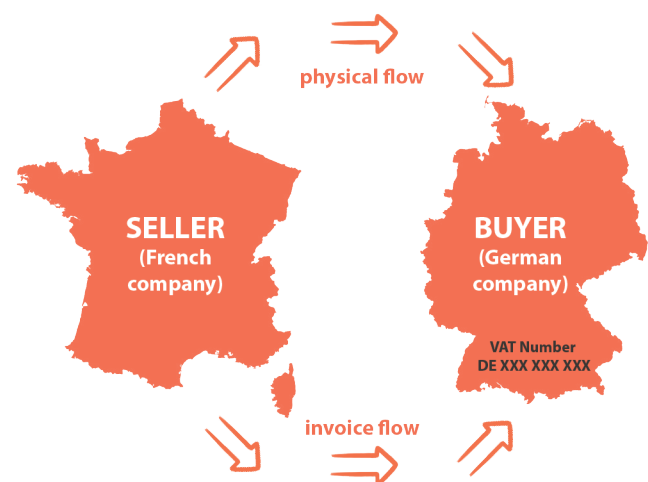 physical flow
SELLER
(French
company)
BUYER
(German
company)
VAT Number
DE XXX XXX XXX
invoice flow